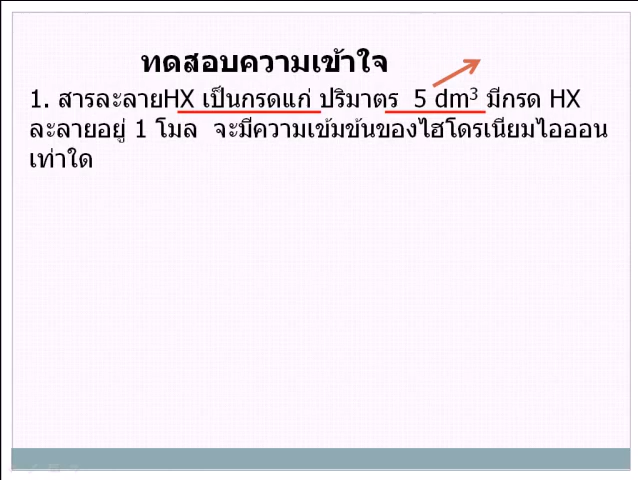 ทดสอบความเข้าใจ
1. สารละลายHX เป็นกรดแก่ ปริมาตร 5 dm³ มีกรด HX
ละลายอยู่ 1 โมล จะมีความเข้มข้นของไฮโดรเนียมไอออน
เท่าใด